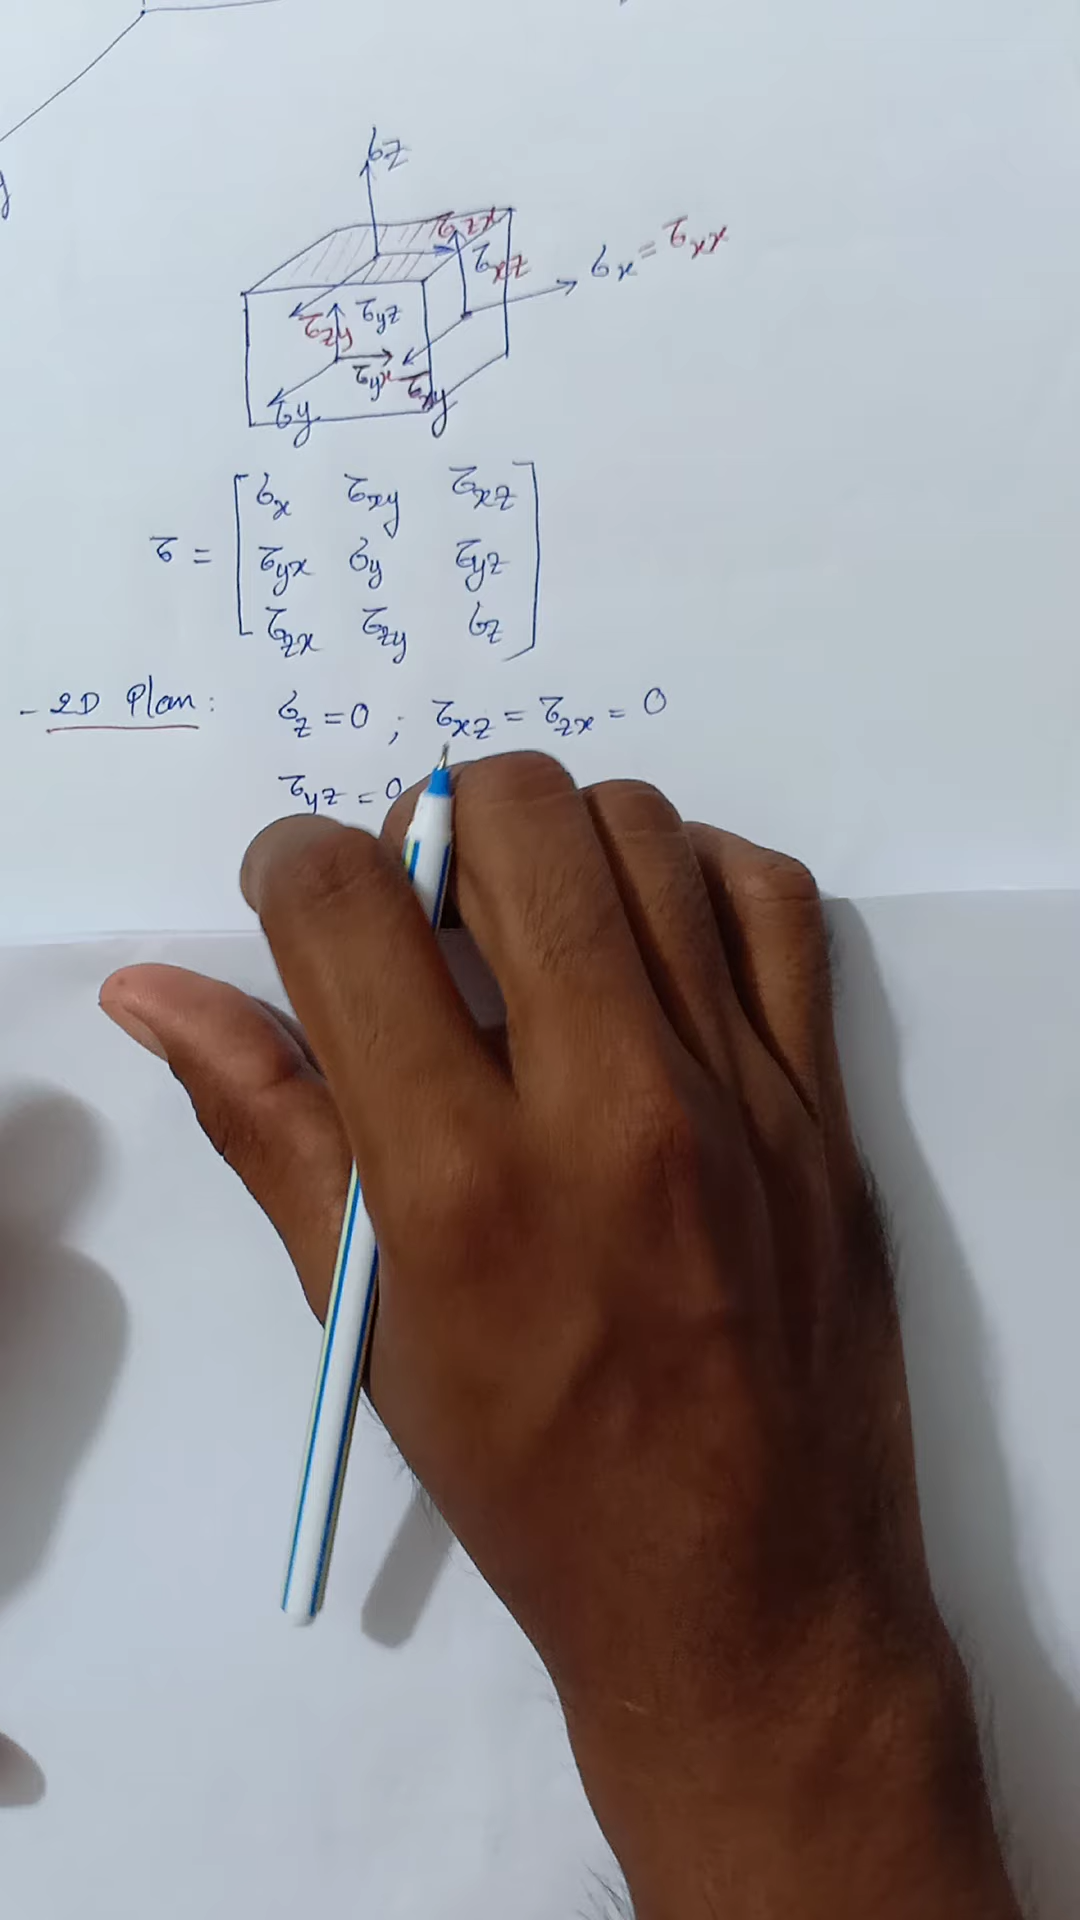 σz
τzx
τxz
σx = τxx
τzy τyz
τyx τxy
τy
τ = [ σx τxy τxz
τyx σy τyz
τzx τzy σz ]
- 2D Plan: σz = 0 ; τxz = τzx = 0
τyz = 0